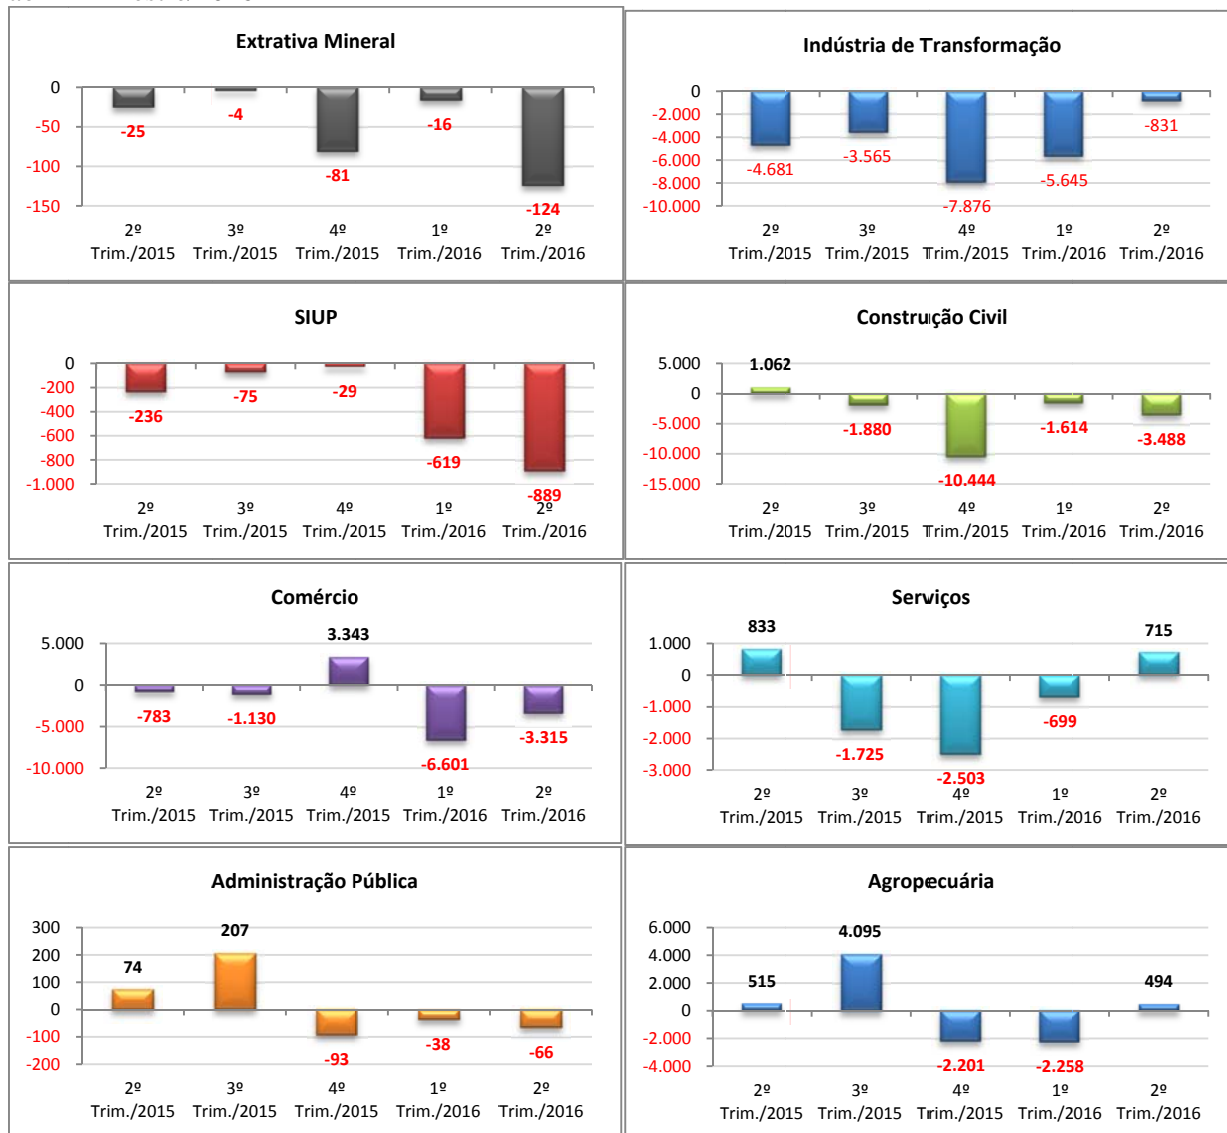 Extrativa Mineral
0
-50
-100
-150
-25
-4
-81
-16
-124
2º
Trim./2015
3º
Trim./2015
4º
Trim./2015
1º
Trim./2016
2º
Trim./2016
Indústria de Transformação
0
-2.000
-4.000
-6.000
-8.000
-10.000
-4.681
-3.565
-7.876
-5.645
-831
2º
Trim./2015
3º
Trim./2015
4º
Trim./2015
1º
Trim./2016
2º
Trim./2016
SIUP
0
-200
-400
-600
-800
-1.000
-236
-75
-29
-619
-889
2º
Trim./2015
3º
Trim./2015
4º
Trim./2015
1º
Trim./2016
2º
Trim./2016
Construção Civil
5.000
0
-5.000
-10.000
-15.000
1.062
-1.880
-10.444
-1.614
-3.488
2º
Trim./2015
3º
Trim./2015
4º
Trim./2015
1º
Trim./2016
2º
Trim./2016
Comércio
5.000
0
-5.000
-10.000
-783
-1.130
3.343
-6.601
-3.315
2º
Trim./2015
3º
Trim./2015
4º
Trim./2015
1º
Trim./2016
2º
Trim./2016
Serviços
1.000
0
-1.000
-2.000
-3.000
833
-1.725
-2.503
-699
715
2º
Trim./2015
3º
Trim./2015
4º
Trim./2015
1º
Trim./2016
2º
Trim./2016
Administração Pública
300
200
100
0
-100
-200
74
207
-93
-38
-66
2º
Trim./2015
3º
Trim./2015
4º
Trim./2015
1º
Trim./2016
2º
Trim./2016
Agropecuária
6.000
4.000
2.000
0
-2.000
-4.000
515
4.095
-2.201
-2.258
494
2º
Trim./2015
3º
Trim./2015
4º
Trim./2015
1º
Trim./2016
2º
Trim./2016